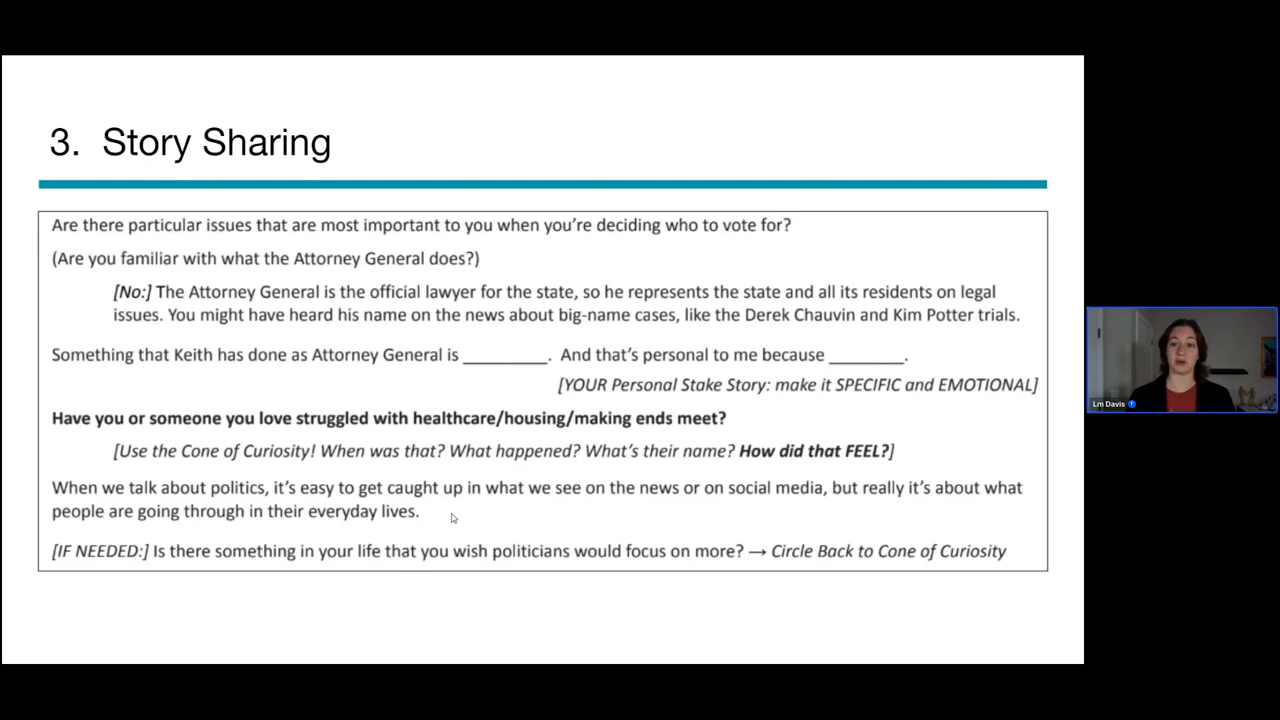 3. Story Sharing
Are there particular issues that are most important to you when you're deciding who to vote for?
(Are you familiar with what the Attorney General does?)
[No:] The Attorney General is the official lawyer for the state, so he represents the state and all its residents on legal
issues. You might have heard his name on the news about big-name cases, like the Derek Chauvin and Kim Potter trials.
Something that Keith has done as Attorney General is _________. And that's personal to me because ________.
[YOUR Personal Stake Story: make it SPECIFIC and EMOTIONAL]
Have you or someone you love struggled with healthcare/housing/making ends meet?
[Use the Cone of Curiosity! When was that? What happened? What's their name? How did that FEEL?]
When we talk about politics, it's easy to get caught up in what we see on the news or on social media, but really it's about what
people are going through in their everyday lives.
[IF NEEDED:] Is there something in your life that you wish politicians would focus on more? → Circle Back to Cone of Curiosity
Lm Davis